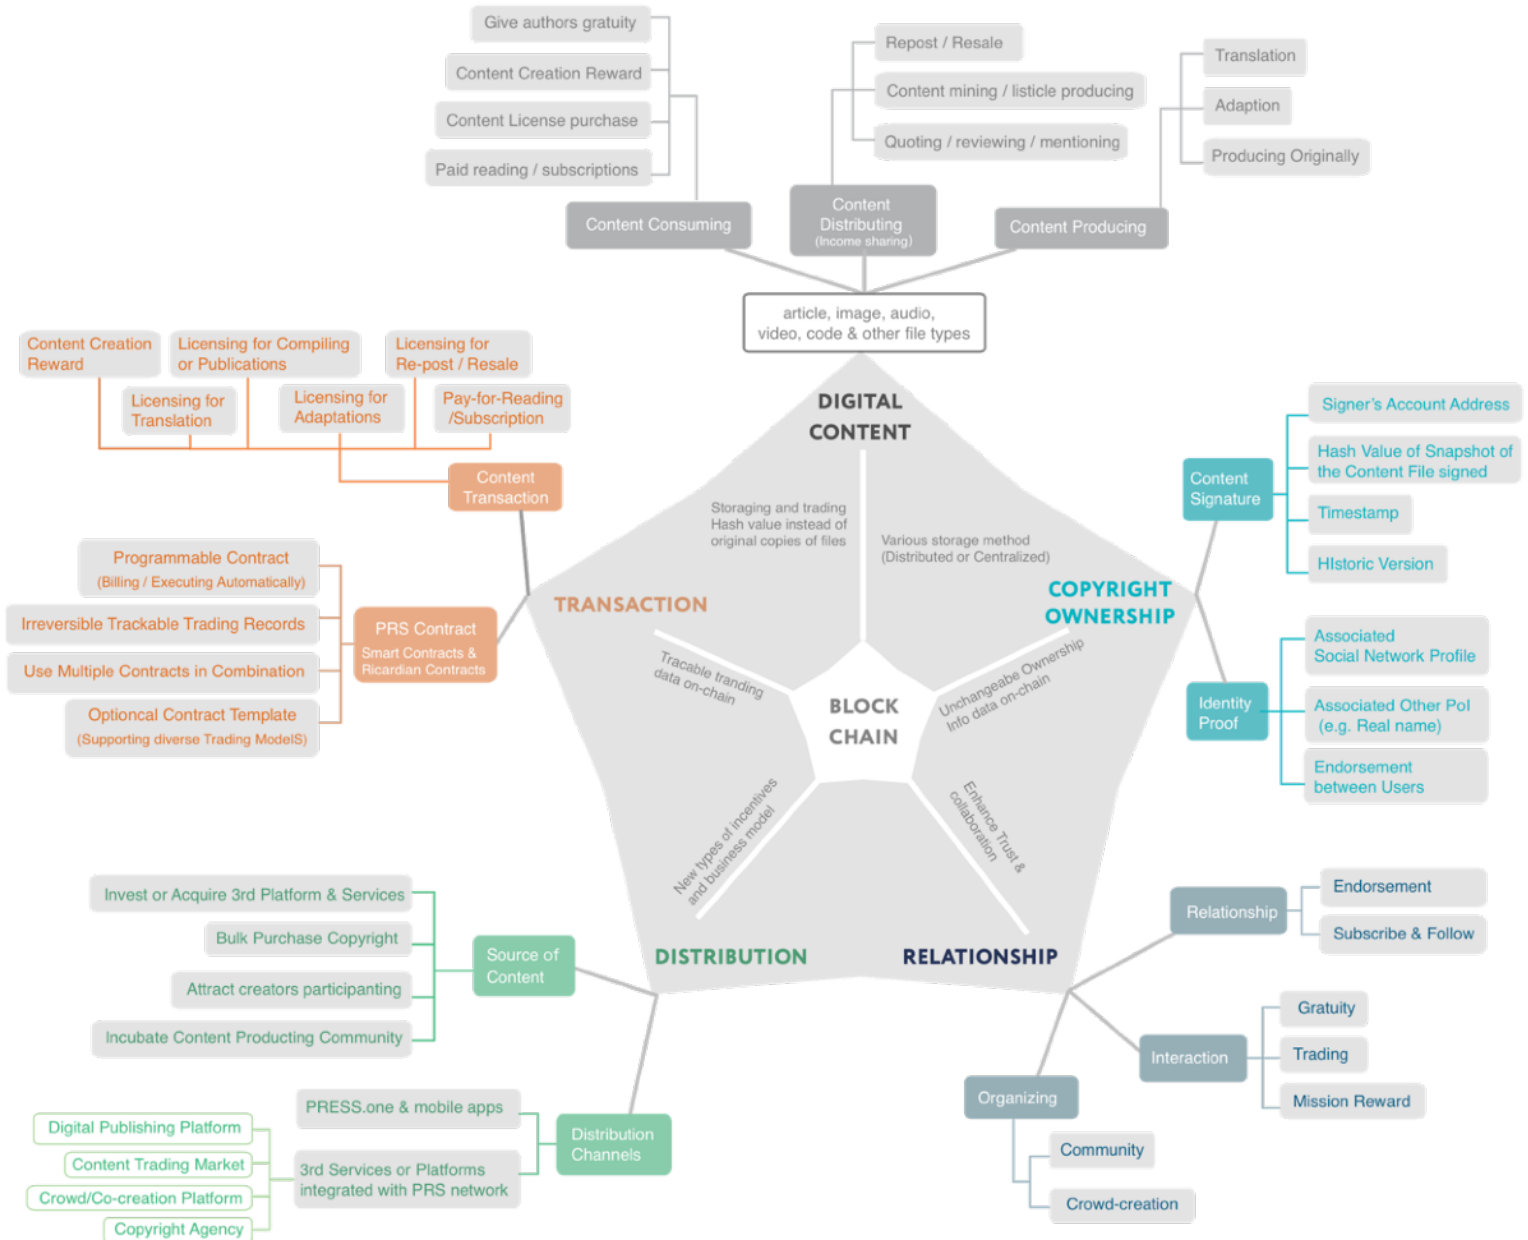 Give authors gratuity
Content Creation Reward
Content License purchase
Paid reading / subscriptions
Content Consuming
Repost / Resale
Content mining / listicle producing
Quoting / reviewing / mentioning
Content
Distributing
(Income sharing)
Translation
Adaption
Producing Originally
Content Producing
article, image, audio,
video, code & other file types
DIGITAL
CONTENT
Storaging and trading
Hash value instead of
original copies of files
Various storage method
(Distributed or Centralized)
Content Creation
Reward
Licensing for Compiling
or Publications
Licensing for
Re-post / Resale
Licensing for
Translation
Licensing for
Adaptations
Pay-for-Reading
/Subscription
Content
Transaction
Programmable Contract
(Billing / Executing Automatically)
Irreversible Trackable Trading Records
Use Multiple Contracts in Combination
Optioncal Contract Template
(Supporting diverse Trading ModelS)
PRS Contract
Smart Contracts &
Ricardian Contracts
TRANSACTION
Tracable tranding
data on-chain
COPYRIGHT
OWNERSHIP
Unchangeabe Ownership
Info data on-chain
Content
Signature
Signer's Account Address
Hash Value of Snapshot of
the Content File signed
Timestamp
HIstoric Version
Identity
Proof
Associated
Social Network Profile
Associated Other PoI
(e.g. Real name)
Endorsement
between Users
BLOCK
CHAIN
New types of incentives
and business model
Enhance Trust &
collaboration
DISTRIBUTION
RELATIONSHIP
Invest or Acquire 3rd Platform & Services
Bulk Purchase Copyright
Attract creators participanting
Incubate Content Producting Community
Source of
Content
PRESS.one & mobile apps
3rd Services or Platforms
integrated with PRS network
Distribution
Channels
Digital Publishing Platform
Content Trading Market
Crowd/Co-creation Platform
Copyright Agency
Relationship
Endorsement
Subscribe & Follow
Interaction
Gratuity
Trading
Mission Reward
Organizing
Community
Crowd-creation